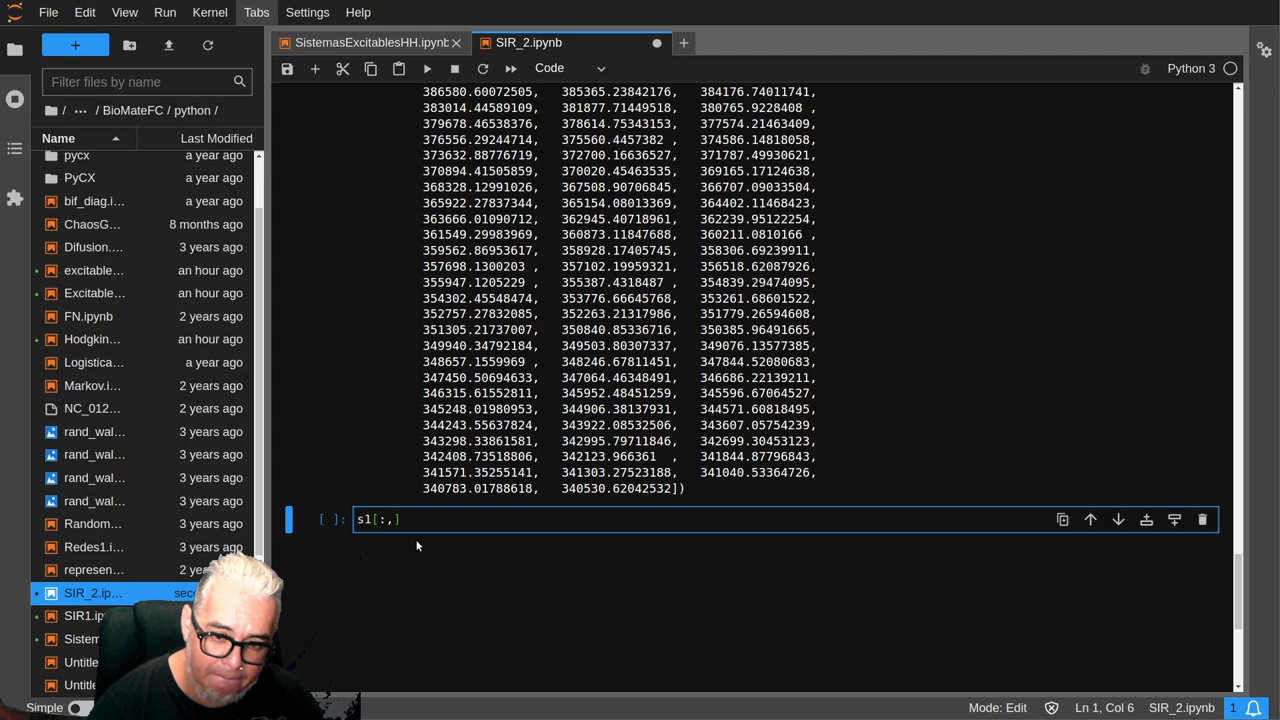 File Edit View Run Kernel Tabs Settings Help
SistemasExcitablesHH.ipynb
SIR_2.ipynb
Code
Python 3
Filter files by name
/ ... / BioMateFC / python /
Name Last Modified
pycx a year ago
PyCX a year ago
bif_diag.i... a year ago
ChaosG... 8 months ago
Difusion.... 3 years ago
excitable... an hour ago
Excitable... an hour ago
FN.ipynb 2 years ago
Hodgkin... an hour ago
Logistica... a year ago
Markov.i... 2 years ago
NC_012... 2 years ago
rand_wal... 3 years ago
rand_wal... 3 years ago
rand_wal... 3 years ago
rand_wal... 3 years ago
Random... 3 years ago
Redes1.i... 3 years ago
represen... 2 ye
SIR_2.ip... sec
SIR1.ip
Sistem
Untitle
Untitl
386580.60072505, 385365.23842176, 384176.74011741,
383014.44589109, 381877.71449518, 380765.9228408 ,
379678.46538376, 378614.75343153, 377574.21463409,
376556.29244714, 375560.4457382 , 374586.14818058,
373632.88776719, 372700.16636527, 371787.49930621,
370894.41505859, 370020.45463535, 369165.17124638,
368328.12991026, 367508.90706845, 366707.09033504,
365922.27837344, 365154.08013369, 364402.11468423,
363666.01090712, 362945.40718961, 362239.95122254,
361549.29983969, 360873.11847688, 360211.0810166 ,
359562.8953617, 358928.17405745, 358306.69239911,
357698.1300203 , 357102.19959321, 356518.62087926,
355947.1205229 , 355387.4318487 , 354839.29474095,
354302.45548474, 353776.66645768, 353261.68601522,
352757.27832085, 352263.21317986, 351779.26594608,
351305.21737007, 350840.85336716, 350385.96491665,
349940.34792184, 349503.80307337, 349076.13577385,
348657.1559969 , 348246.67811451, 347844.52080683,
347450.50694633, 347064.46348491, 346686.22139211,
346315.61552811, 345952.48451259, 345596.67064527,
345248.01980953, 344906.38137931, 344571.60818495,
344243.55637824, 343922.08532506, 343607.05754239,
343298.33861581, 342995.79711846, 342699.30453123,
342408.73518806, 342123.966361 , 341844.87796843,
341571.35255141, 341303.27523188, 341040.53364726,
340783.01788618, 340530.62042532])
[ ]: s1[:,]
Simple
Mode: Edit Ln 1, Col 6 SIR_2.ipynb 1